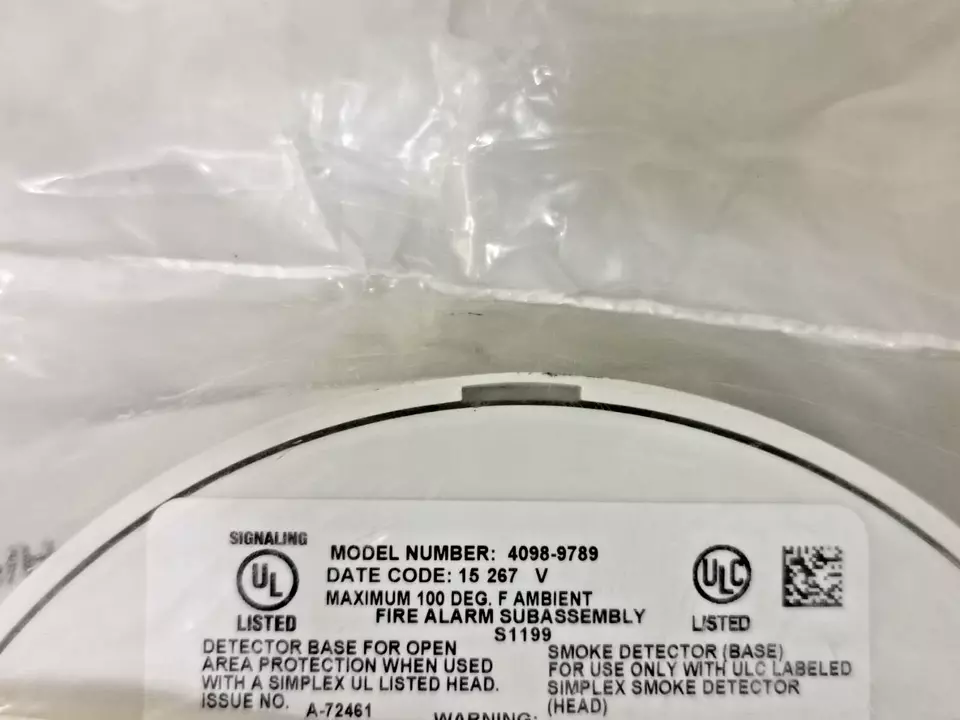 SIGNALING
UL
LISTED
MODEL NUMBER: 4098-9789
DATE CODE: 15 267 V
MAXIMUM 100 DEG. F AMBIENT
FIRE ALARM SUBASSEMBLY
S1199
ULC
LISTED
DETECTOR BASE FOR OPEN
AREA PROTECTION WHEN USED
WITH A SIMPLEX UL LISTED HEAD.
ISSUE NO. A-72461
SMOKE DETECTOR (BASE)
FOR USE ONLY WITH ULC LABELED
SIMPLEX SMOKE DETECTOR
(HEAD)
WARNING: